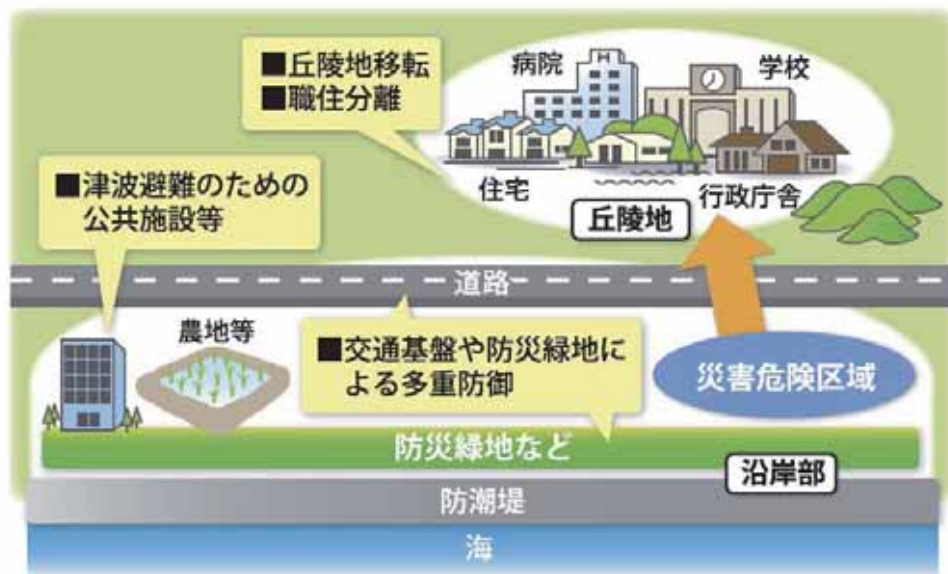 ■丘陵地移転
■職住分離
病院
学校
住宅
行政庁舎
丘陵地
■津波避難のための
公共施設等
道路
農地等
■交通基盤や防災緑地に
よる多重防御
災害危険区域
防災緑地など
沿岸部
防潮堤
海
H